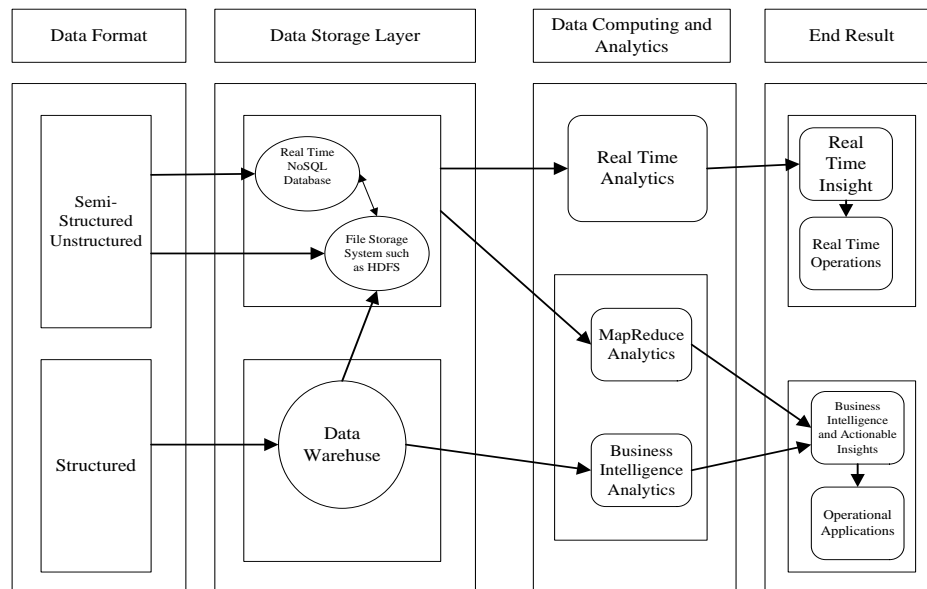 Data Format
Data Storage Layer
Data Computing and
Analytics
End Result
Semi-
Structured
Unstructured
Real Time
NoSQL
Database
File Storage
System such
as HDFS
Real Time
Analytics
Real
Time
Insight
Real Time
Operations
MapReduce
Analytics
Structured
Data
Warehuse
Business
Intelligence
Analytics
Business
Intelligence
and Actionable
Insights
Operational
Applications